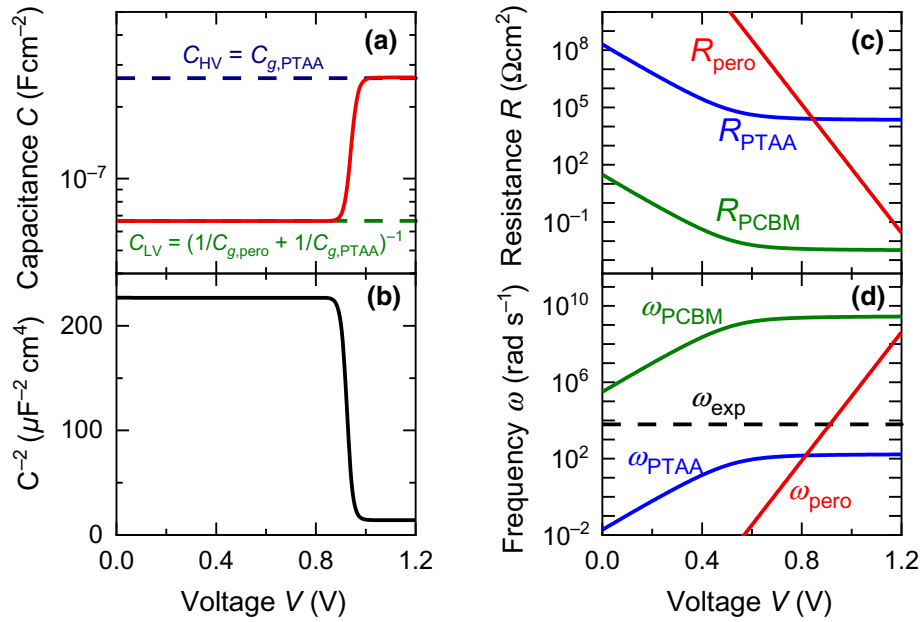 (a)
C_HV = C_g,PTAA
C_LV = (1/C_g,pero + 1/C_g,PTAA)⁻¹
Capacitance C (Fcm⁻²)
10⁻⁷
(b)
C⁻² (μF⁻² cm⁴)
200
100
0
0.0 0.4 0.8 1.2
Voltage V (V)
(c)
R_pero
R_PTAA
R_PCBM
Resistance R (Ωcm²)
10⁸
10⁵
10²
10⁻¹
(d)
ω_PCBM
ω_exp
ω_PTAA
ω_pero
Frequency ω (rad s⁻¹)
10¹⁰
10⁶
10²
10⁻²
0.0 0.4 0.8 1.2
Voltage V (V)